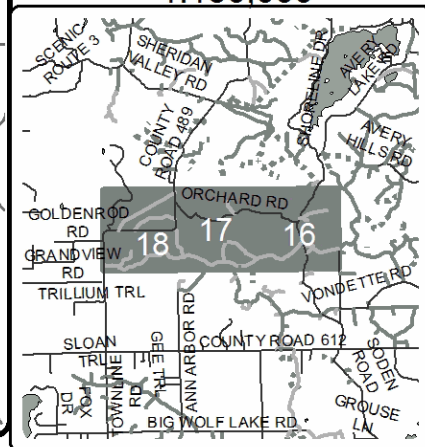 SCENIC
ROUTE 3
SHERIDAN
VALLEY RD
SHORELINE DR
AVERY
LAKE RD
COUNTY
ROAD 489
AVERY
HILLS RD
ORCHARD RD
GOLDENROD
RD
18
17
16
GRANDVIEW
RD
TRILLIUM TRL
VONDETTE RD
ANN ARBOR RD
SLOAN
TRL
GEE TRL
COUNTY ROAD 612
FOX
DR
TOWNLINE
RD
SODEN
ROAD
BIG WOLF LAKE RD
GROUSE
LN